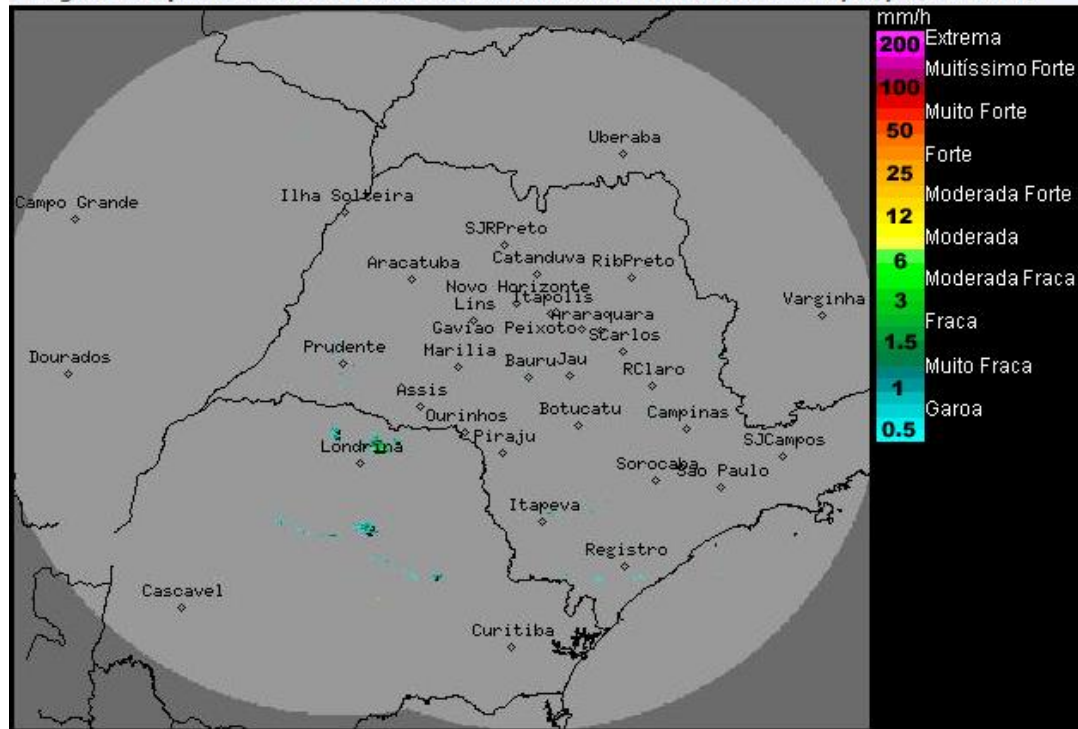 mm/h
200 Extrema
Muitíssimo Forte
100
Muito Forte
50
Forte
25
Moderada Forte
12
Moderada
6
Moderada Fraca
3
Fraca
1.5
Muito Fraca
1
Garoa
0.5
Uberaba
Campo Grande
Ilha Solteira
SJRPreto
Aracatuba
Catanduva
RibPreto
Novo Horizonte
Lins
Itapolis
Araraquara
Gaviao Peixoto
SCarlos
Varginha
Dourados
Prudente
Marilia
Bauru
Jau
RClaro
Assis
Ourinhos
Botucatu
Campinas
Londrina
Piraju
SJCampos
Sorocaba
Sao Paulo
Itapeva
Registro
Cascavel
Curitiba